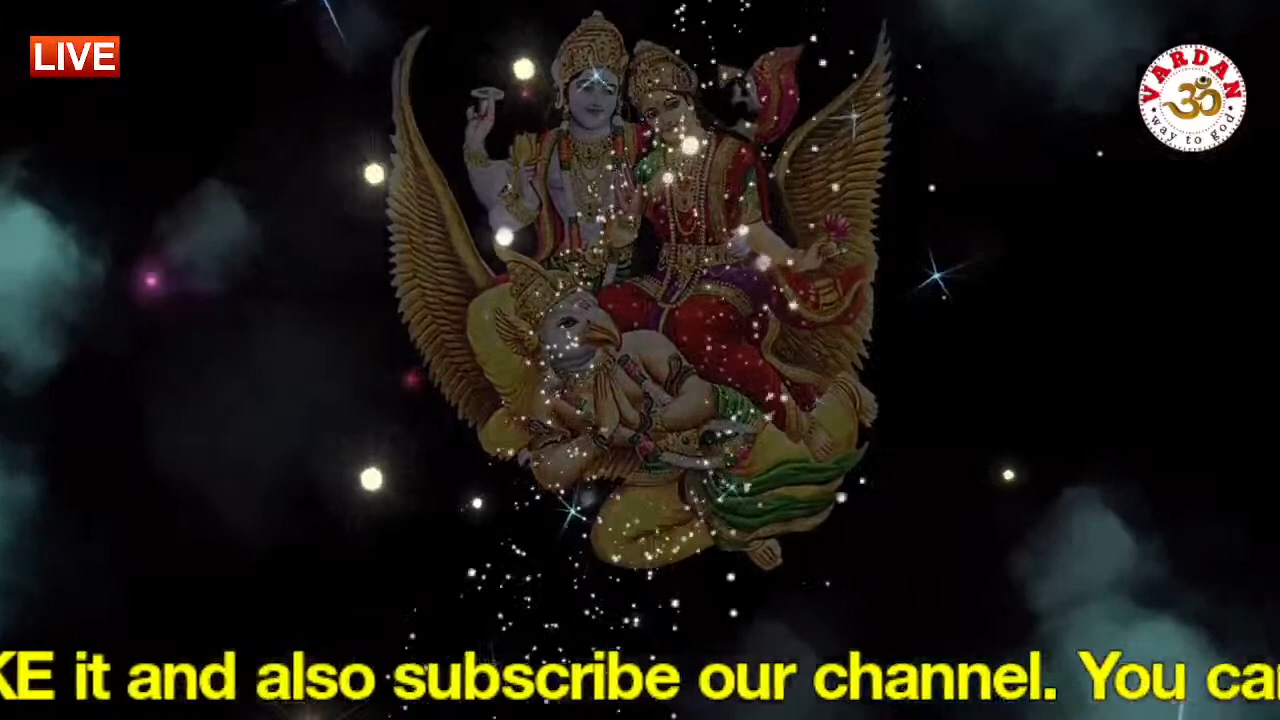 LIVE
VARDAN
ॐ
way to god
KE it and also subscribe our channel. You ca